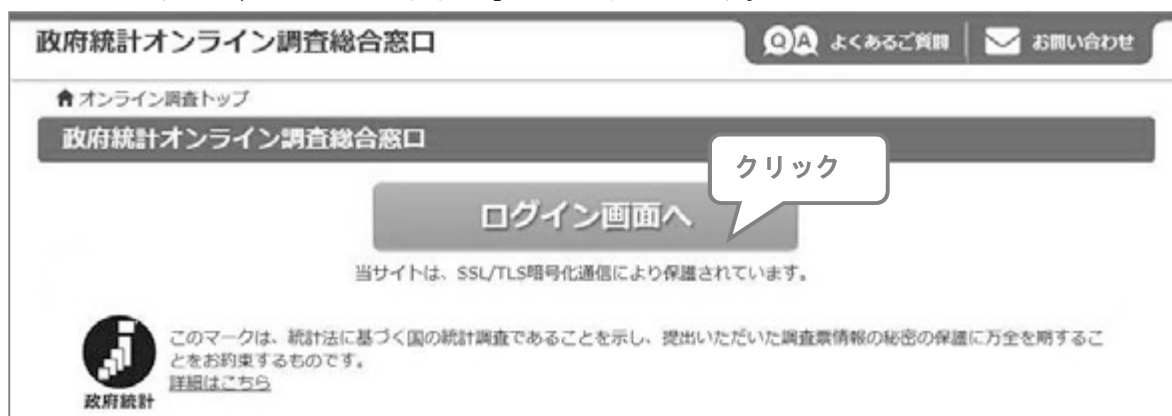 政府統計オンライン調査総合窓口
QA よくあるご質問 お問い合わせ
オンライン調査トップ
政府統計オンライン調査総合窓口
クリック
ログイン画面へ
当サイトは、SSL/TLS暗号化通信により保護されています。
このマークは、統計法に基づく国の統計調査であることを示し、提出いただいた調査票情報の秘密の保護に万全を期するこ
とをお約束するものです。
詳細はこちら
政府統計